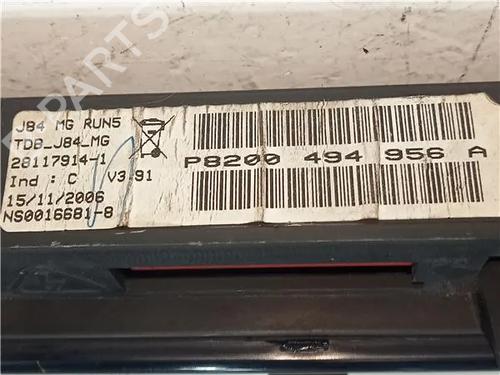 J84 MG RUN5
TDB_J84_MG
28117914-1
Ind : C V3.91
15/11/2006
NS0016681-8
P8200 494 956 A